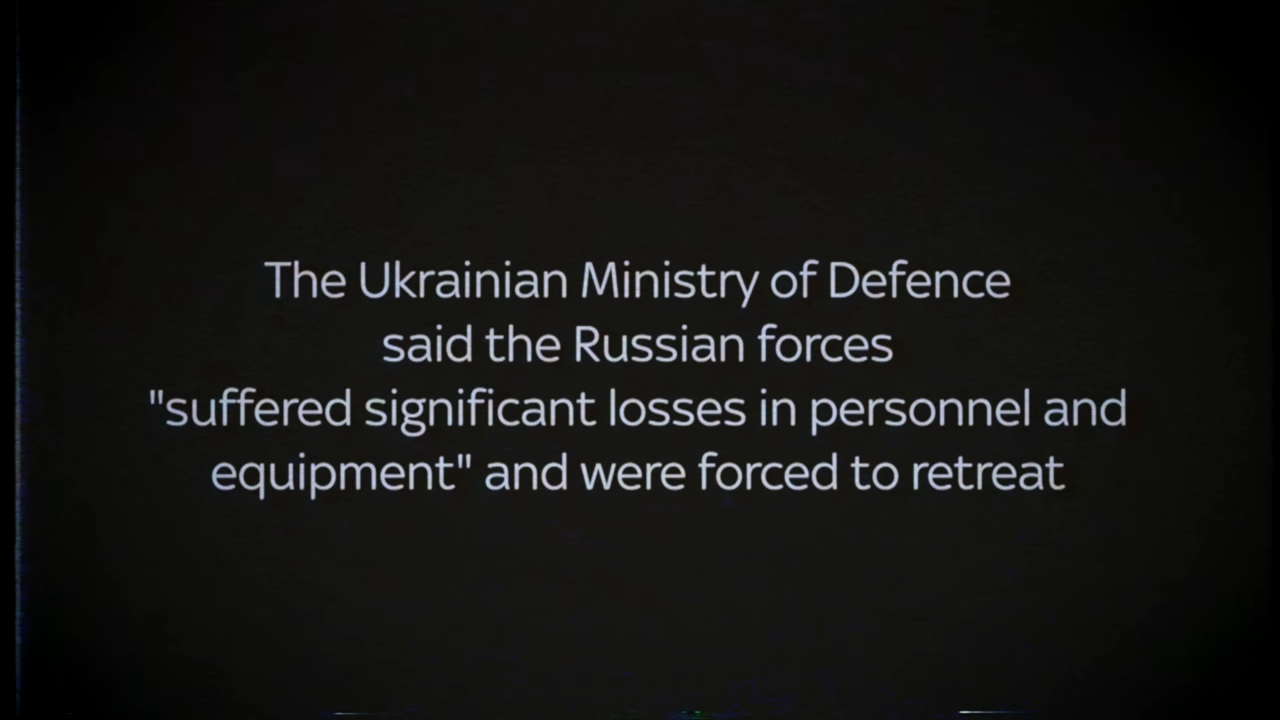 The Ukrainian Ministry of Defence
said the Russian forces
"suffered significant losses in personnel and
equipment" and were forced to retreat